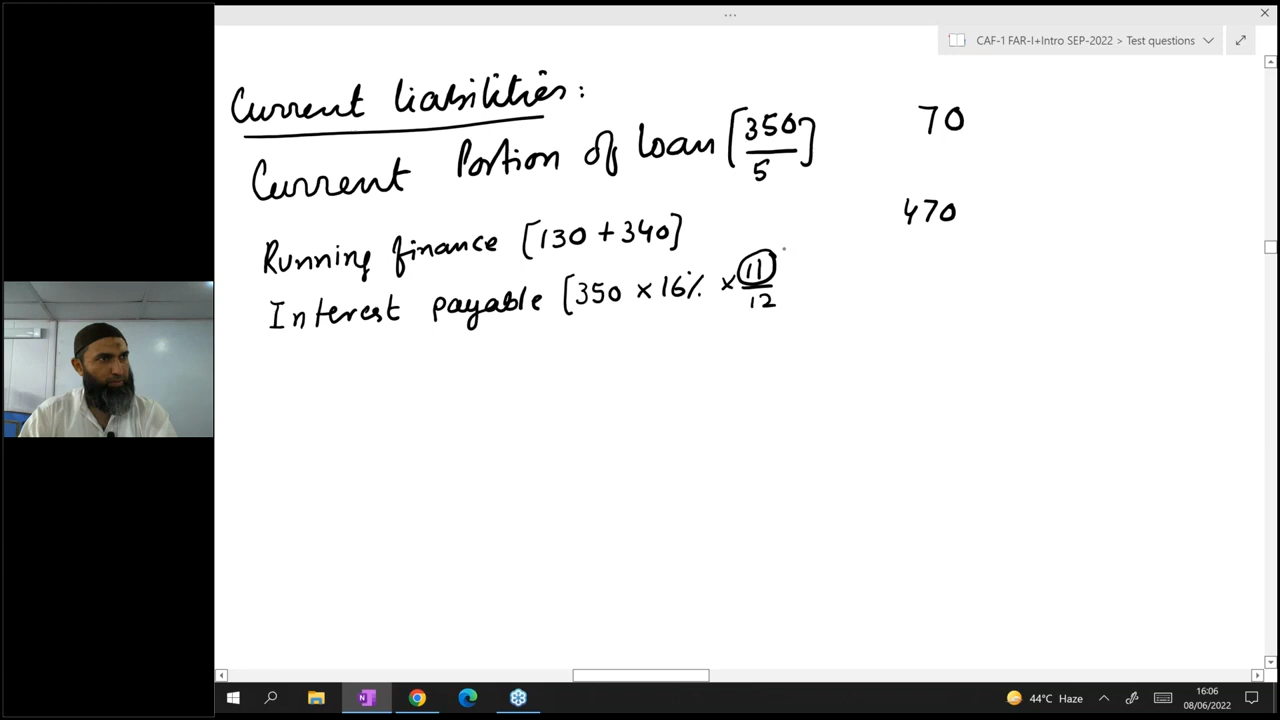 CAF-1 FAR-I+Intro SEP-2022 > Test questions
Current liabilities:
Current Portion of loan [350/5] 70
Running finance [130 + 340] 470
Interest payable [350 × 16% × 11/12
44°C Haze
16:06
08/06/2022